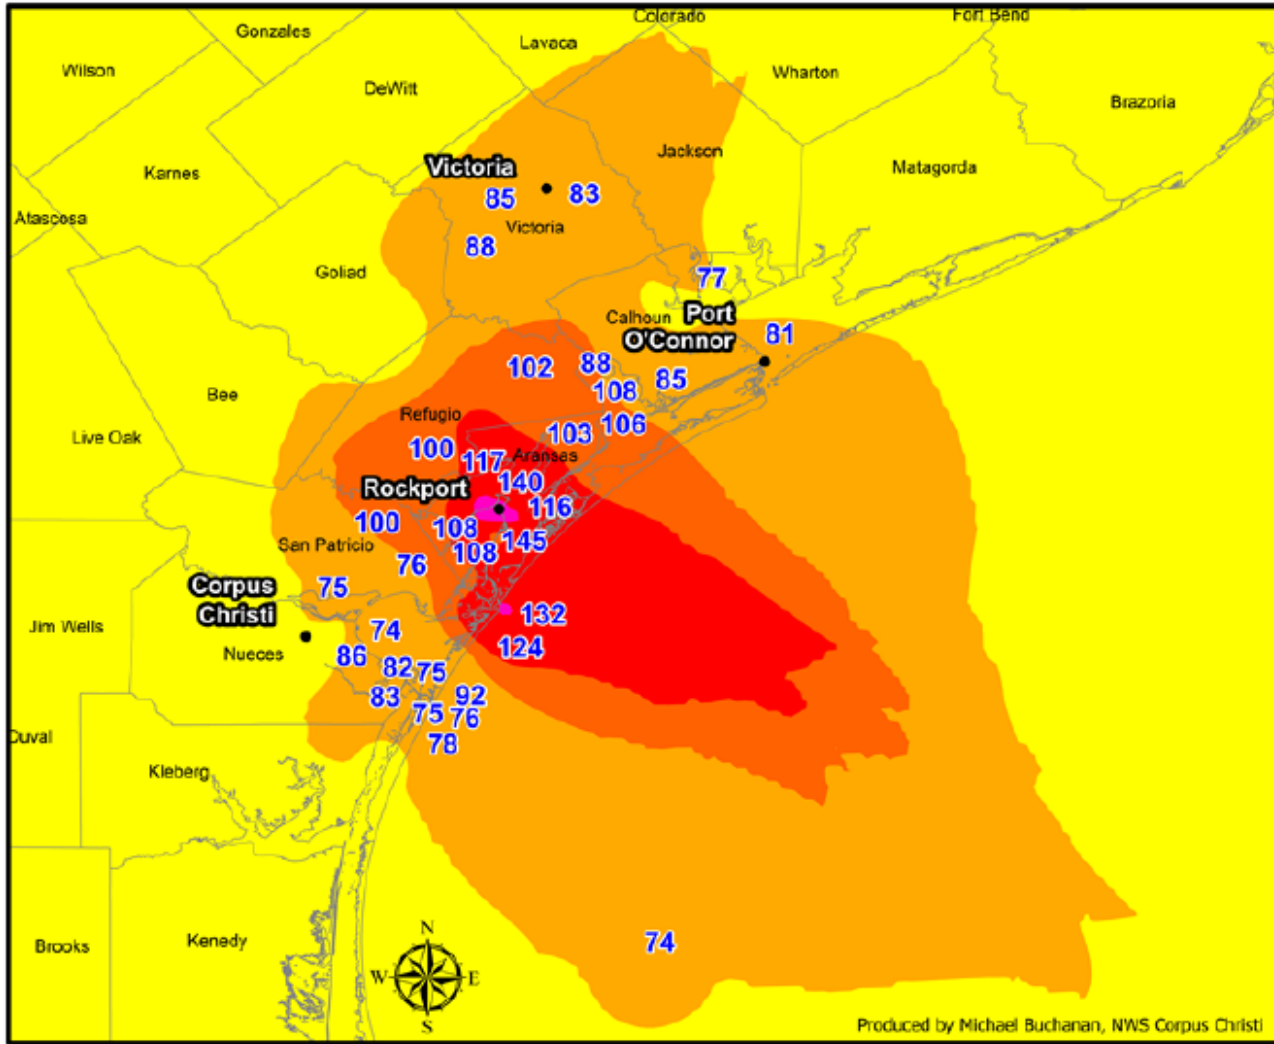 Colorado
Fort Bend
Gonzales
Lavaca
Wilson
Wharton
DeWitt
Brazoria
Jackson
Victoria
Matagorda
Karnes
85
83
Atascosa
Victoria
88
Goliad
77
Calhoun
Port
O'Connor
81
102
88
85
108
Bee
Refugio
106
Live Oak
103
100
117
Aransas
140
Rockport
116
100
108
San Patricio
145
108
76
Corpus
Christi
75
132
Jim Wells
74
124
Nueces
86
82
75
83
92
75
76
Duval
78
Kleberg
Brooks
Kenedy
74
N
W
E
S
Produced by Michael Buchanan, NWS Corpus Christi